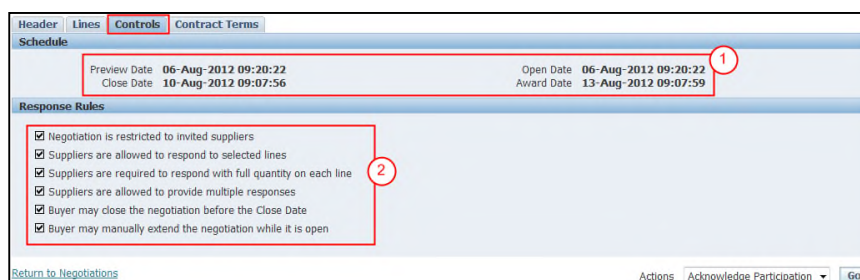 Header Lines Controls Contract Terms
Schedule
Preview Date 06-Aug-2012 09:20:22 Open Date 06-Aug-2012 09:20:22
Close Date 10-Aug-2012 09:07:56 Award Date 13-Aug-2012 09:07:59
1
Response Rules
Negotiation is restricted to invited suppliers
Suppliers are allowed to respond to selected lines
Suppliers are required to respond with full quantity on each line
2
Suppliers are allowed to provide multiple responses
Buyer may close the negotiation before the Close Date
Buyer may manually extend the negotiation while it is open
Return to Negotiations Actions Acknowledge Participation Go